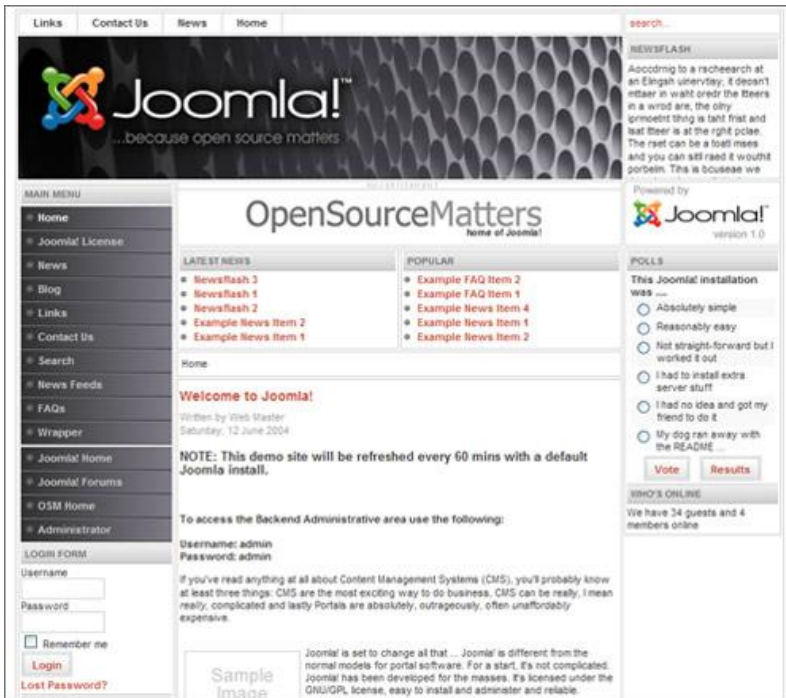 Links Contact Us News Home
search...
Joomla!™
...because open source matters
NEWSFLASH
Aoccdrnig to a rscheearch at
an Elingsh uinervtisy, it deosn't
mttaer in waht oredr the ltteers
in a wrod are, the olny
iprmoetnt tihng is taht frist and
lsat ltteer is at the rghit pclae.
The rset can be a toatl mses
and you can sitll raed it wouthit
porbelm. Tihs is bcuseae we
MAIN MENU
Home
Joomla! License
News
Blog
Links
Contact Us
Search
News Feeds
FAQs
Wrapper
Joomla! Home
Joomla! Forums
OSM Home
Administrator
LOGIN FORM
Username
Password
Remember me
Login
Lost Password?
ADVERTISEMENT
OpenSourceMatters
home of Joomla!
LATEST NEWS
Newsflash 3
Newsflash 1
Newsflash 2
Example News Item 2
Example News Item 1
POPULAR
Example FAQ Item 2
Example FAQ Item 1
Example News Item 4
Example News Item 1
Example News Item 2
Home
Welcome to Joomla!
Written by Web Master
Saturday, 12 June 2004
NOTE: This demo site will be refreshed every 60 mins with a default
Joomla install.
To access the Backend Administrative area use the following:
Username: admin
Password: admin
If you've read anything at all about Content Management Systems (CMS), you'll probably know
at least three things: CMS are the most exciting way to do business, CMS can be really, I mean
really, complicated and lastly Portals are absolutely, outrageously, often unaffordably
expensive.
Sample
Image
Joomla! is set to change all that ... Joomla! is different from the
normal models for portal software. For a start, it's not complicated.
Joomla! has been developed for the masses. It's licensed under the
GNU/GPL license, easy to install and administer and reliable.
Powered by
Joomla!™
version 1.0
POLLS
This Joomla! installation
was ....
Absolutely simple
Reasonably easy
Not straight-forward but I
worked it out
I had to install extra
server stuff
I had no idea and got my
friend to do it
My dog ran away with
the README ...
Vote Results
WHO'S ONLINE
We have 34 guests and 4
members online